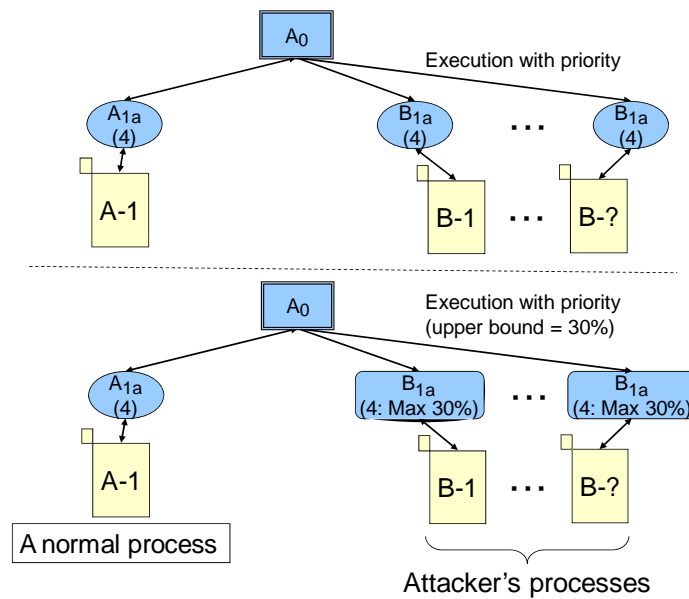 A0
Execution with priority
A1a
(4)
B1a
(4)
...
B1a
(4)
A-1
B-1
...
B-?
A0
Execution with priority
(upper bound = 30%)
A1a
(4)
B1a
(4: Max 30%)
...
B1a
(4: Max 30%)
A-1
B-1
...
B-?
A normal process
Attacker’s processes